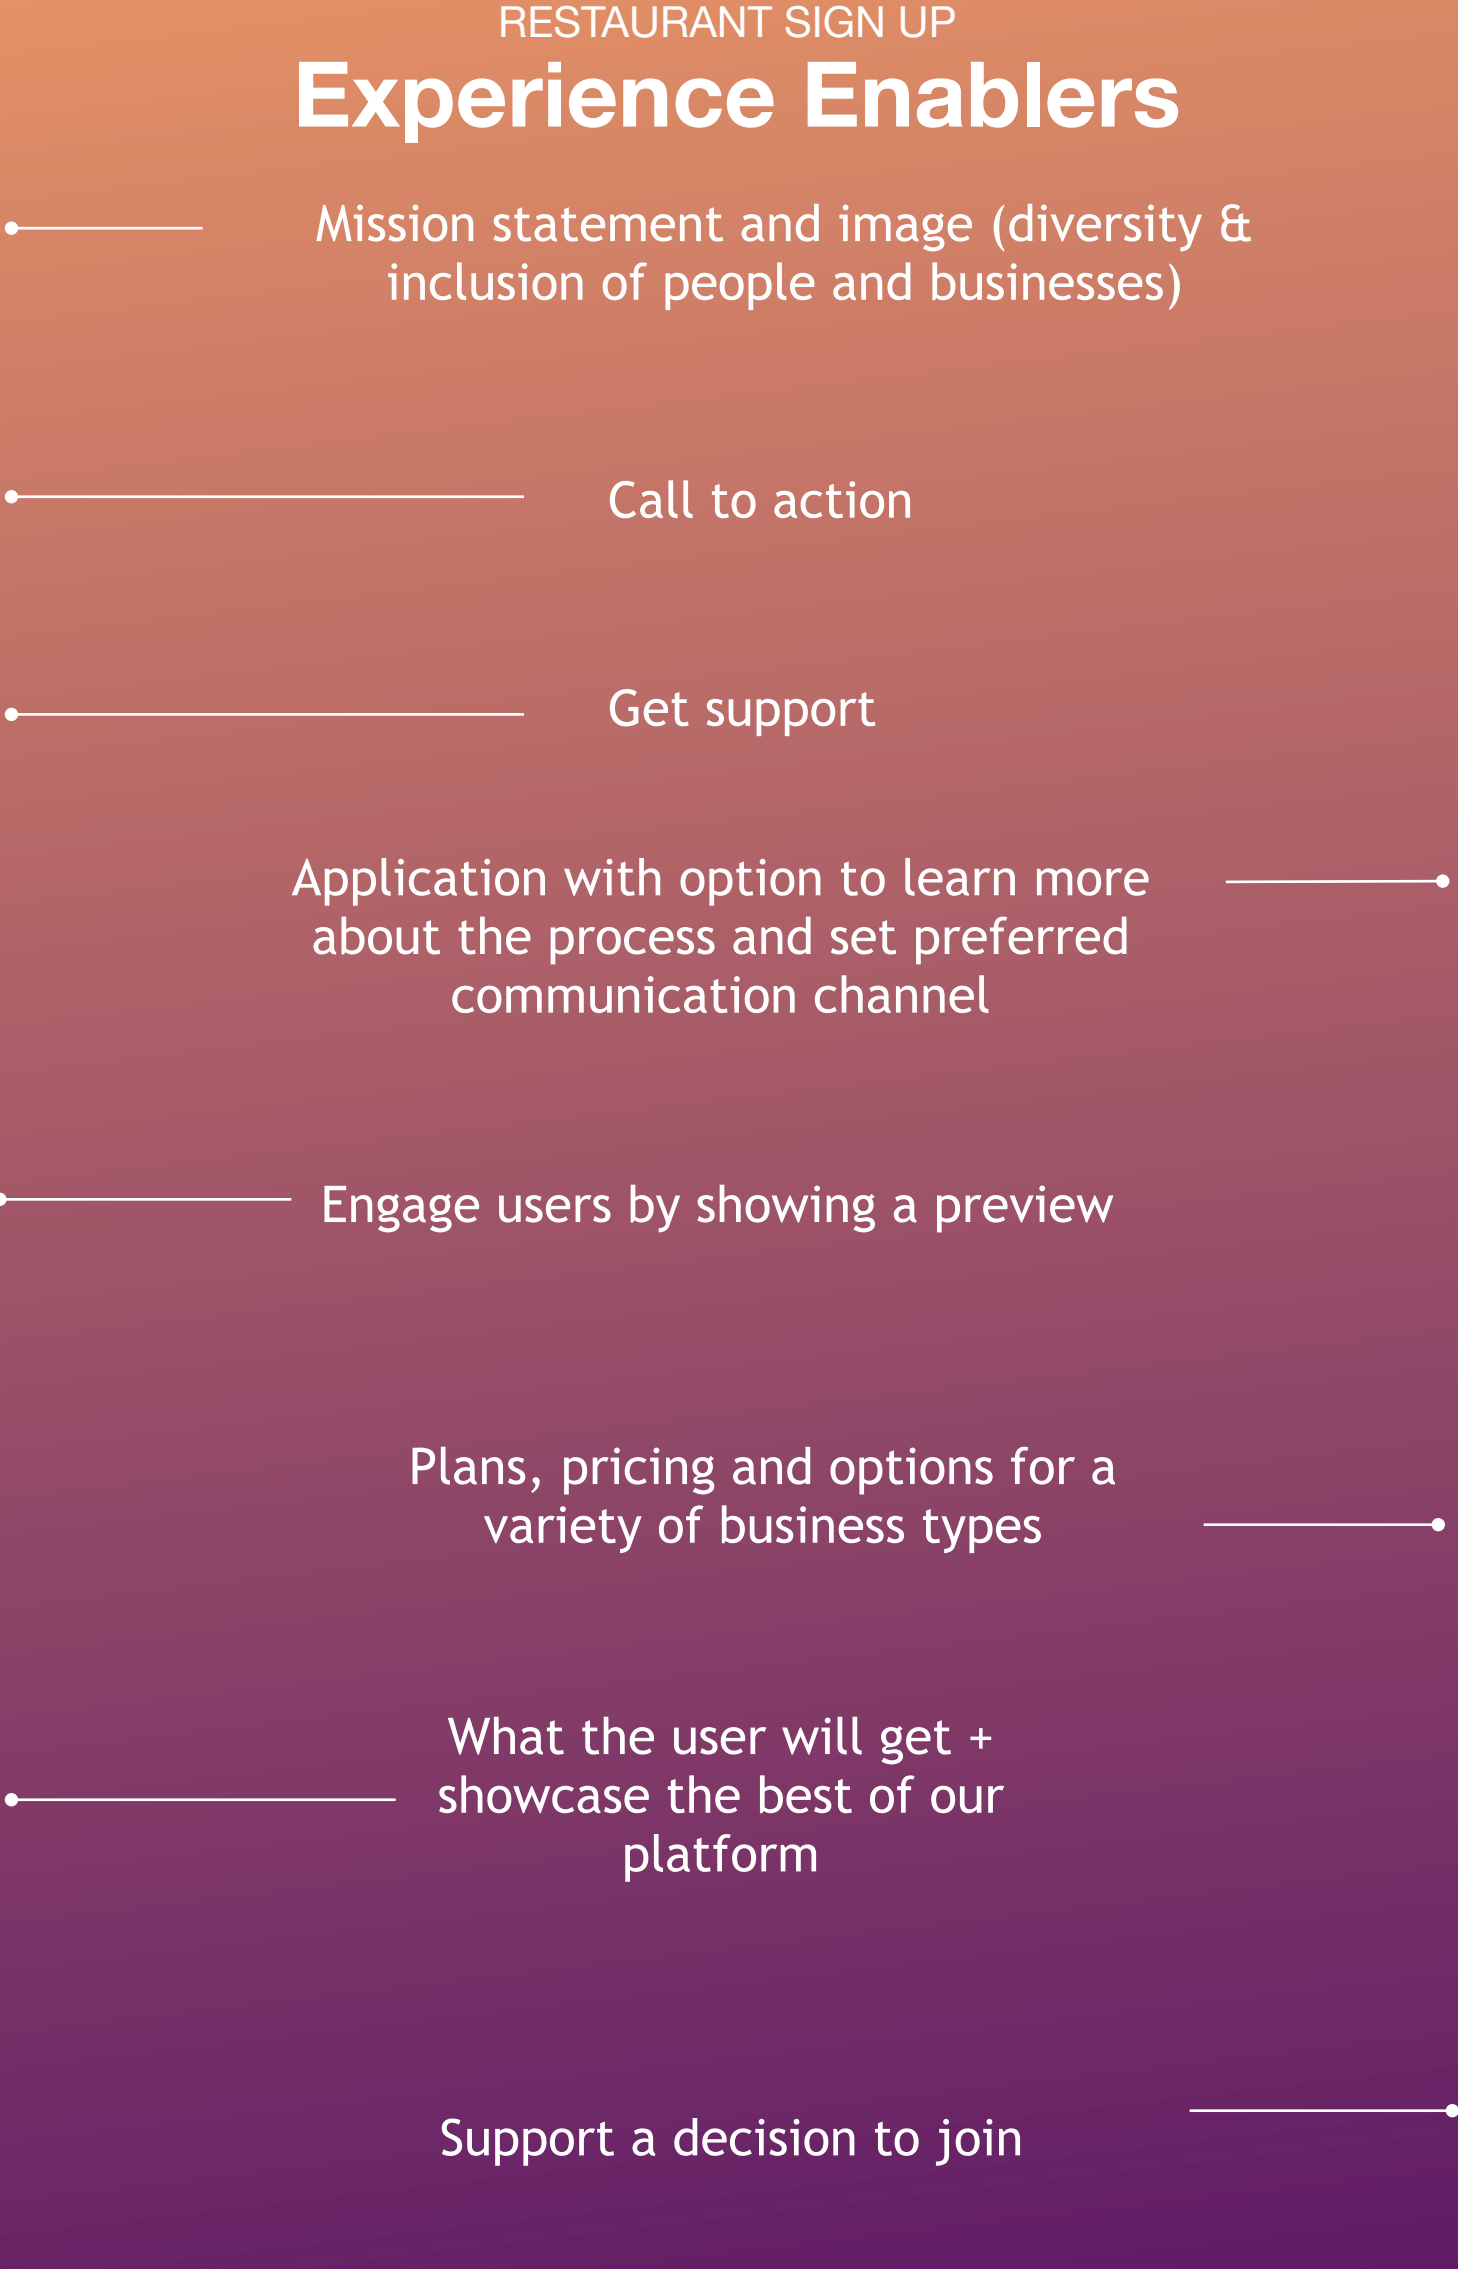 RESTAURANT SIGN UP
Experience Enablers
Mission statement and image (diversity &
inclusion of people and businesses)
Call to action
Get support
Application with option to learn more
about the process and set preferred
communication channel
Engage users by showing a preview
Plans, pricing and options for a
variety of business types
What the user will get +
showcase the best of our
platform
Support a decision to join